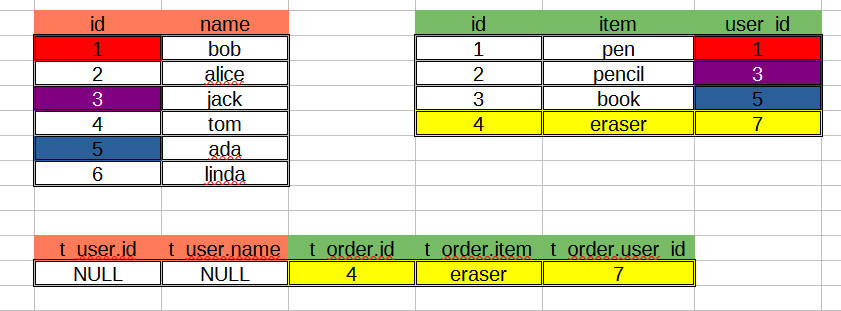 id name id item user_id
1 bob 1 pen 1
2 alice 2 pencil 3
3 jack 3 book 5
4 tom 4 eraser 7
5 ada
6 linda
t_user.id t_user.name t_order.id t_order.item t_order.user_id
NULL NULL 4 eraser 7